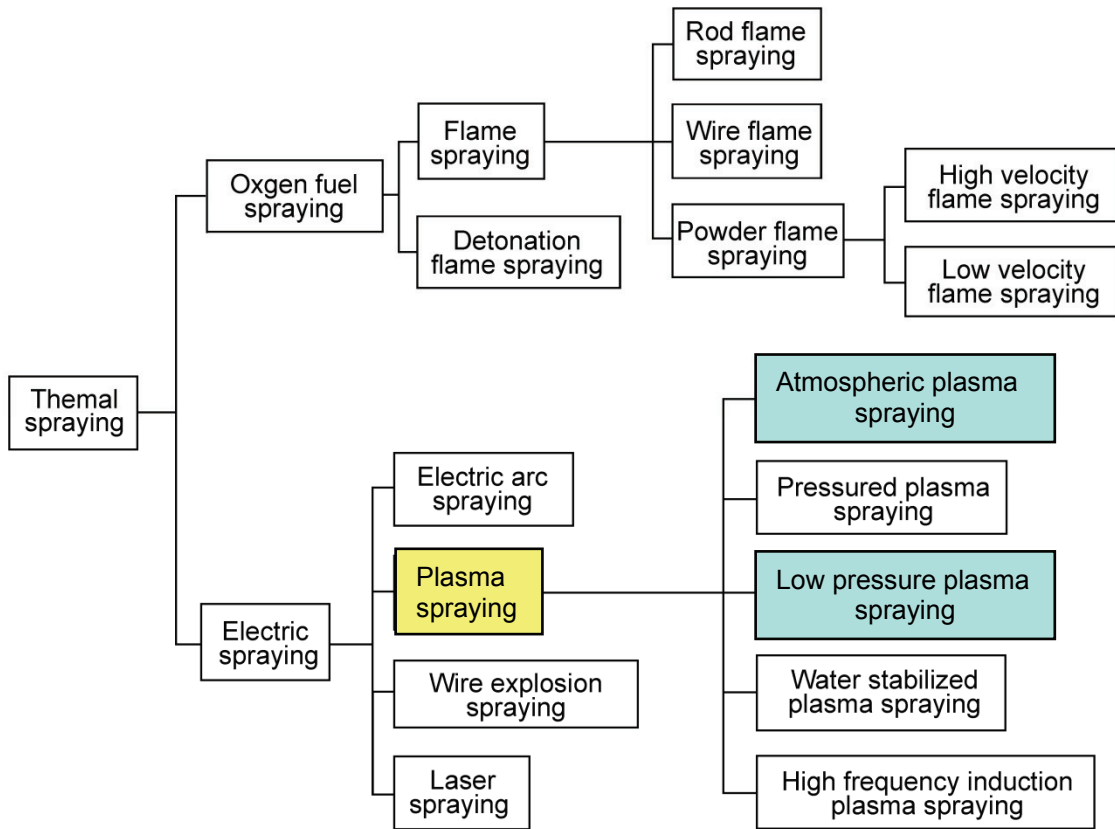 Rod flame
spraying
Flame
spraying
Wire flame
spraying
Oxgen fuel
spraying
High velocity
flame spraying
Detonation
flame spraying
Powder flame
spraying
Low velocity
flame spraying
Themal
spraying
Atmospheric plasma
spraying
Electric arc
spraying
Pressured plasma
spraying
Plasma
spraying
Low pressure plasma
spraying
Electric
spraying
Wire explosion
spraying
Water stabilized
plasma spraying
Laser
spraying
High frequency induction
plasma spraying